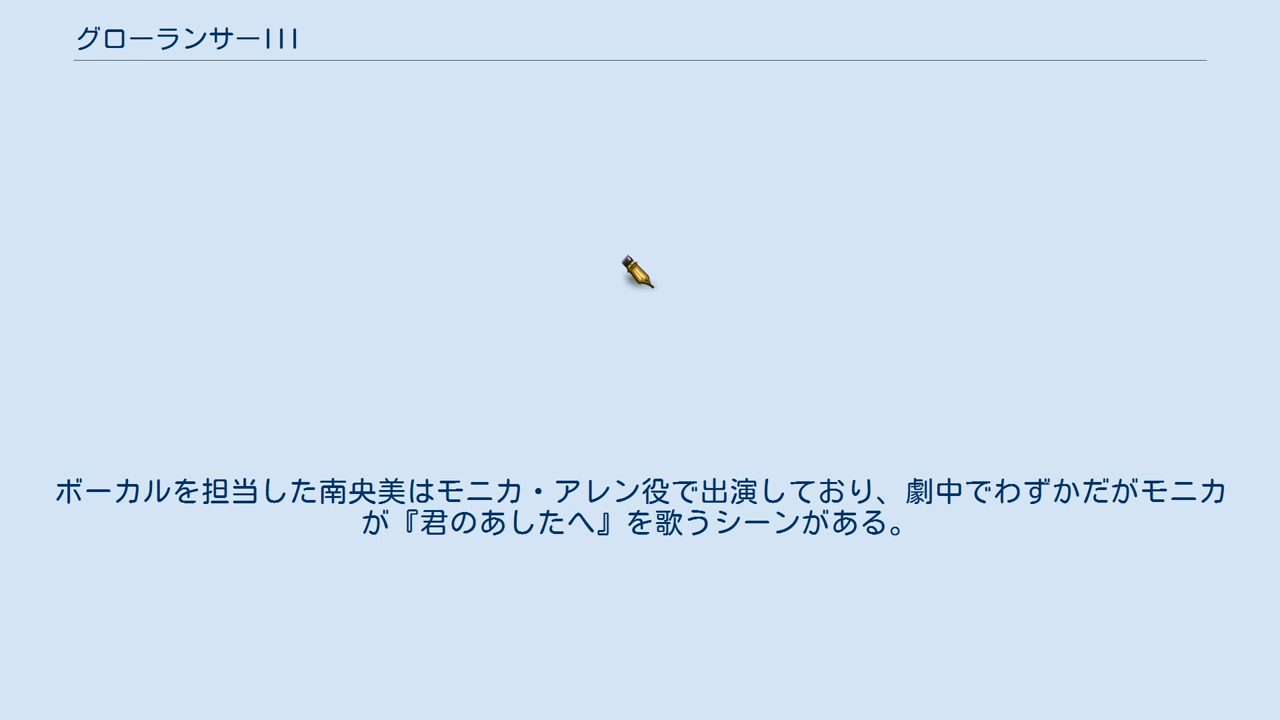 グローランサーIII
ボーカルを担当した南央美はモニカ・アレン役で出演しており、劇中でわずかだがモニカ
が『君のあしたへ』を歌うシーンがある。